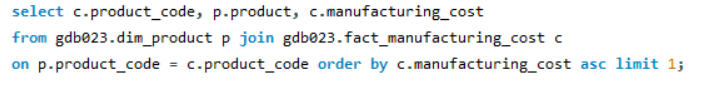 select c.product_code, p.product, c.manufacturing_cost
from gdb023.dim_product p join gdb023.fact_manufacturing_cost c
on p.product_code = c.product_code order by c.manufacturing_cost asc limit 1;